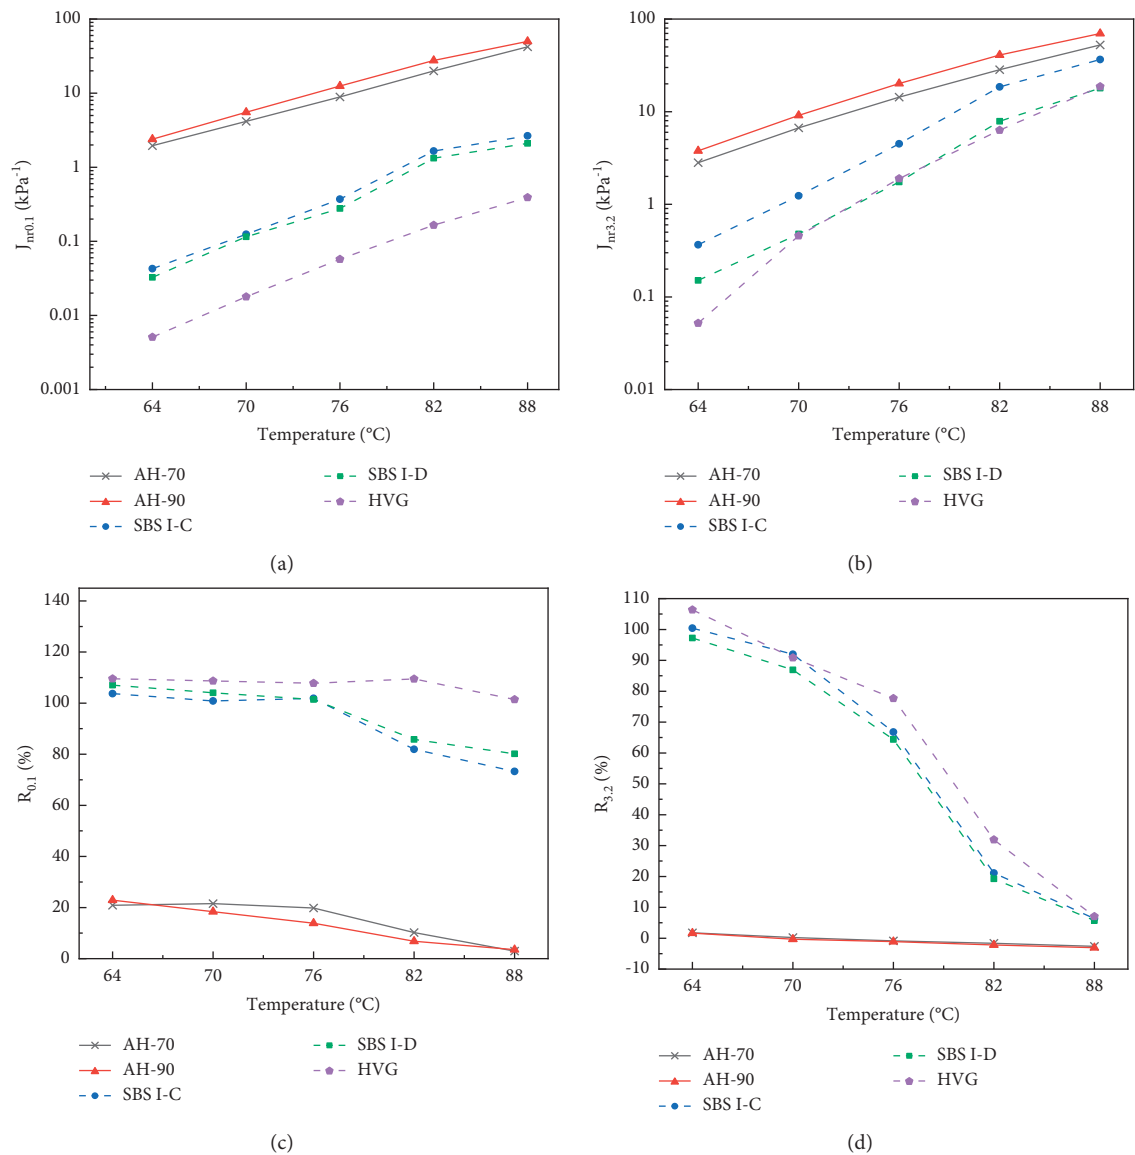 100
10
1
0.1
0.01
0.001
J_nr0.1 (kPa⁻¹)
64 70 76 82 88
Temperature (°C)
AH-70
AH-90
SBS I-C
SBS I-D
HVG
(a)
100
10
1
0.1
0.01
J_nr3.2 (kPa⁻¹)
64 70 76 82 88
Temperature (°C)
AH-70
AH-90
SBS I-C
SBS I-D
HVG
(b)
140
120
100
80
60
40
20
0
R_0.1 (%)
64 70 76 82 88
Temperature (°C)
AH-70
AH-90
SBS I-C
SBS I-D
HVG
(c)
110
100
90
80
70
60
50
40
30
20
10
0
-10
R_3.2 (%)
64 70 76 82 88
Temperature (°C)
AH-70
AH-90
SBS I-C
SBS I-D
HVG
(d)